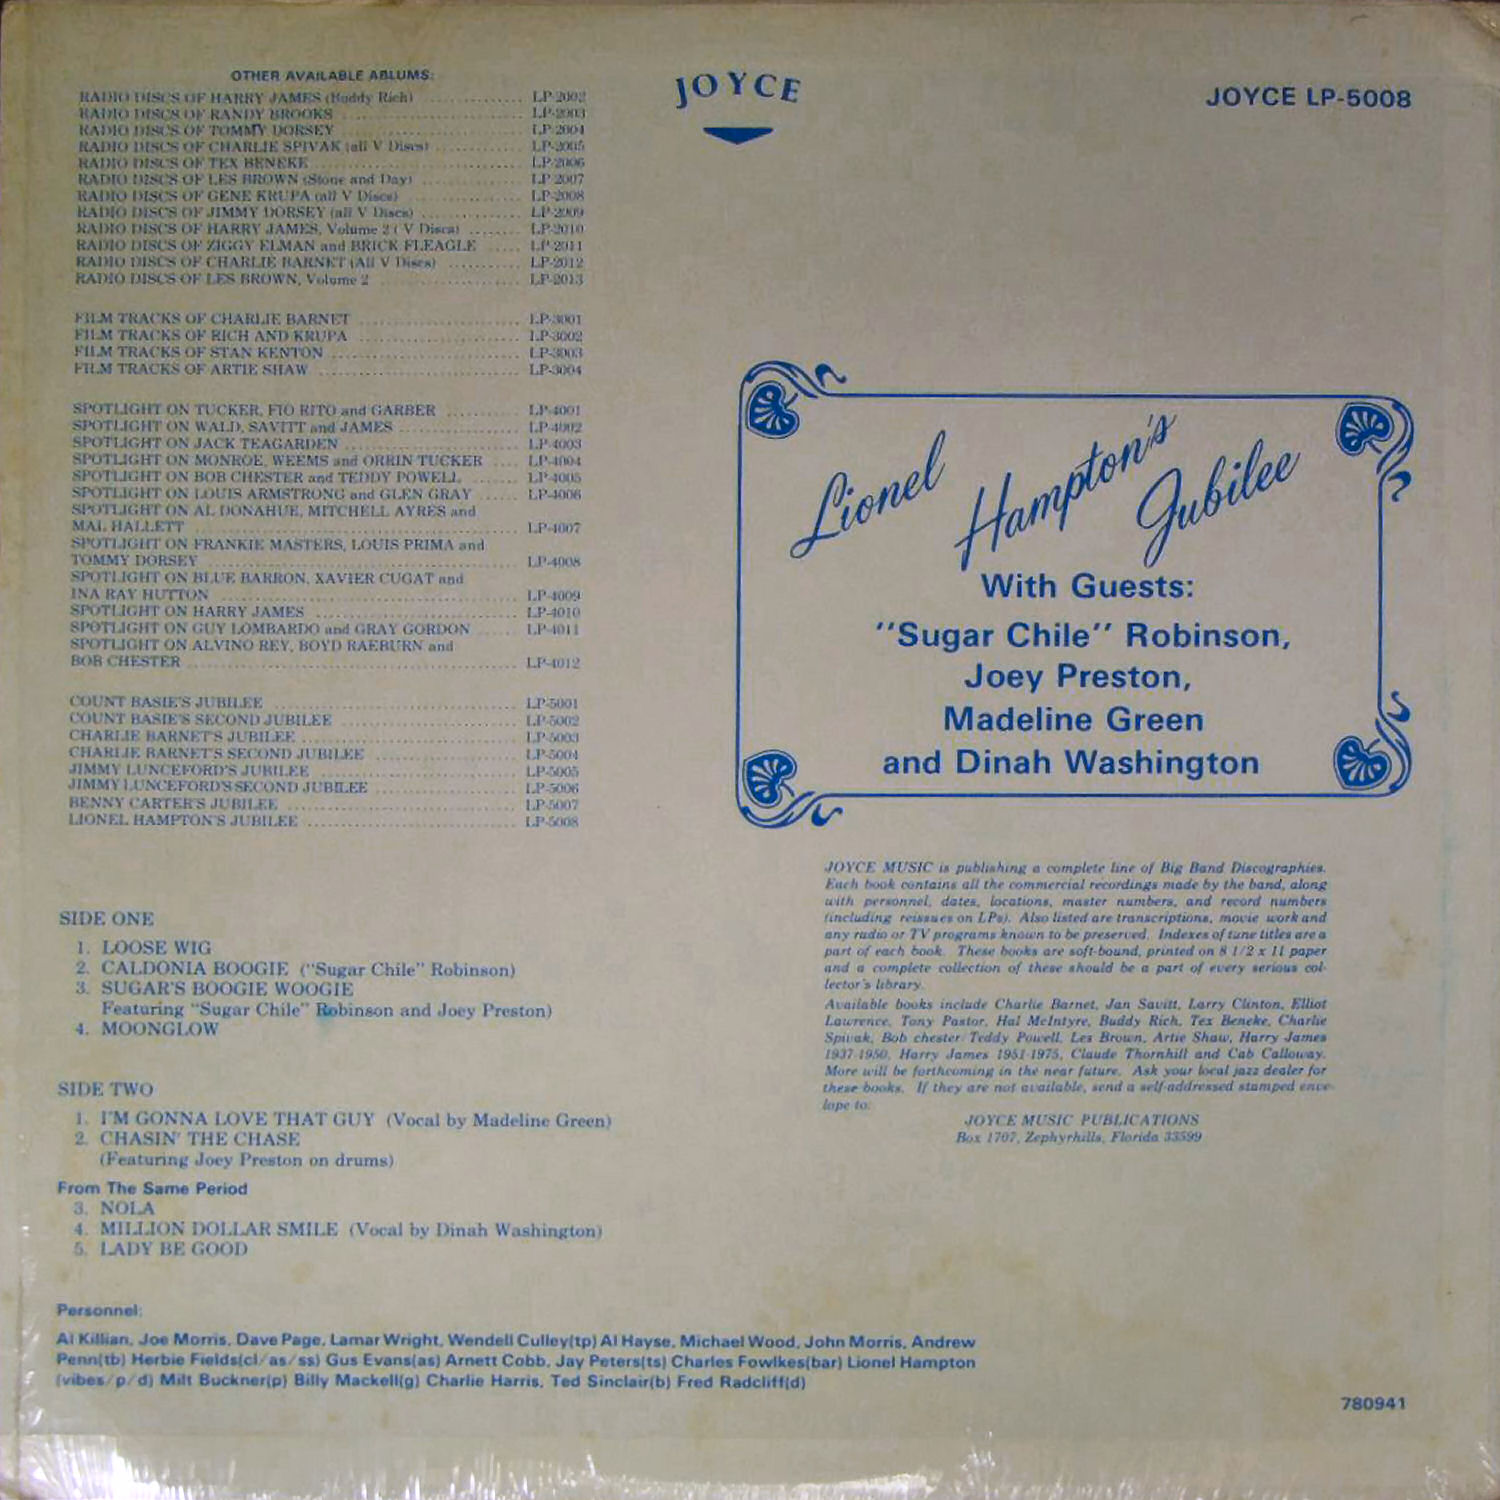 OTHER AVAILABLE ABLUMS:
RADIO DISCS OF HARRY JAMES (Buddy Rich) .............. LP-2002
RADIO DISCS OF RANDY BROOKS .............. LP-2003
RADIO DISCS OF TOMMY DORSEY .............. LP-2004
RADIO DISCS OF CHARLIE SPIVAK (all V Discs) .............. LP-2005
RADIO DISCS OF TEX BENEKE .............. LP-2006
RADIO DISCS OF LES BROWN (Stone and Day) .............. LP 2007
RADIO DISCS OF GENE KRUPA (all V Discs) .............. LP-2008
RADIO DISCS OF JIMMY DORSEY (all V Discs) .............. LP-2009
RADIO DISCS OF HARRY JAMES, Volume 2 ( V Discs) ........ LP-2010
RADIO DISCS OF ZIGGY ELMAN and BRICK FLEAGLE ..... LP-2011
RADIO DISCS OF CHARLIE BARNET (All V Discs) ........... LP-2012
RADIO DISCS OF LES BROWN, Volume 2 .............. LP-2013
FILM TRACKS OF CHARLIE BARNET .............. LP-3001
FILM TRACKS OF RICH AND KRUPA .............. LP-3002
FILM TRACKS OF STAN KENTON .............. LP-3003
FILM TRACKS OF ARTIE SHAW .............. LP-3004
SPOTLIGHT ON TUCKER, FIO RITO and GARBER ........... LP-4001
SPOTLIGHT ON WALD, SAVITT and JAMES .............. LP-4002
SPOTLIGHT ON JACK TEAGARDEN .............. LP-4003
SPOTLIGHT ON MONROE, WEEMS and ORRIN TUCKER .... LP-4004
SPOTLIGHT ON BOB CHESTER and TEDDY POWELL ....... LP-4005
SPOTLIGHT ON LOUIS ARMSTRONG and GLEN GRAY ...... LP-4006
SPOTLIGHT ON AL DONAHUE, MITCHELL AYRES and
MAL HALLETT .............. LP-4007
SPOTLIGHT ON FRANKIE MASTERS, LOUIS PRIMA and
TOMMY DORSEY .............. LP-4008
SPOTLIGHT ON BLUE BARRON, XAVIER CUGAT and
INA RAY HUTTON .............. LP-4009
SPOTLIGHT ON HARRY JAMES .............. LP-4010
SPOTLIGHT ON GUY LOMBARDO and GRAY GORDON ...... LP-4011
SPOTLIGHT ON ALVINO REY, BOYD RAEBURN and
BOB CHESTER .............. LP-4012
COUNT BASIE'S JUBILEE .............. LP-5001
COUNT BASIE'S SECOND JUBILEE .............. LP-5002
CHARLIE BARNET'S JUBILEE .............. LP-5003
CHARLIE BARNET'S SECOND JUBILEE .............. LP-5004
JIMMY LUNCEFORD'S JUBILEE .............. LP-5005
JIMMY LUNCEFORD'S SECOND JUBILEE .............. LP-5006
BENNY CARTER'S JUBILEE .............. LP-5007
LIONEL HAMPTON'S JUBILEE .............. LP-5008
SIDE ONE
1. LOOSE WIG
2. CALDONIA BOOGIE ("Sugar Chile" Robinson)
3. SUGAR'S BOOGIE WOOGIE
Featuring "Sugar Chile" Robinson and Joey Preston)
4. MOONGLOW
SIDE TWO
1. I'M GONNA LOVE THAT GUY (Vocal by Madeline Green)
2. CHASIN' THE CHASE
(Featuring Joey Preston on drums)
From The Same Period
3. NOLA
4. MILLION DOLLAR SMILE (Vocal by Dinah Washington)
5. LADY BE GOOD
Personnel:
Al Killian, Joe Morris, Dave Page, Lamar Wright, Wendell Culley(tp) Al Hayse, Michael Wood, John Morris, Andrew
Penn(tb) Herbie Fields(cl/as/ss) Gus Evans(as) Arnett Cobb, Jay Peters(ts) Charles Fowlkes(bar) Lionel Hampton
(vibes/p/d) Milt Buckner(p) Billy Mackell(g) Charlie Harris, Ted Sinclair(b) Fred Radcliff(d)
JOYCE
JOYCE LP-5008
Lionel Hampton's Jubilee
With Guests:
"Sugar Chile" Robinson,
Joey Preston,
Madeline Green
and Dinah Washington
JOYCE MUSIC is publishing a complete line of Big Band Discographies.
Each book contains all the commercial recordings made by the band, along
with personnel, dates, locations, master numbers, and record numbers
(including reissues on LPs). Also listed are transcriptions, movie work and
any radio or TV programs known to be preserved. Indexes of tune titles are a
part of each book. These books are soft-bound, printed on 8 1/2 x 11 paper
and a complete collection of these should be a part of every serious col-
lector's library.
Available books include Charlie Barnet, Jan Savitt, Larry Clinton, Elliot
Lawrence, Tony Pastor, Hal McIntyre, Buddy Rich, Tex Beneke, Charlie
Spivak, Bob chester/Teddy Powell, Les Brown, Artie Shaw, Harry James
1937-1950, Harry James 1951-1975, Claude Thornhill and Cab Calloway.
More will be forthcoming in the near future. Ask your local jazz dealer for
these books. If they are not available, send a self-addressed stamped enve-
lope to:
JOYCE MUSIC PUBLICATIONS
Box 1707, Zephyrhills, Florida 33599
780941